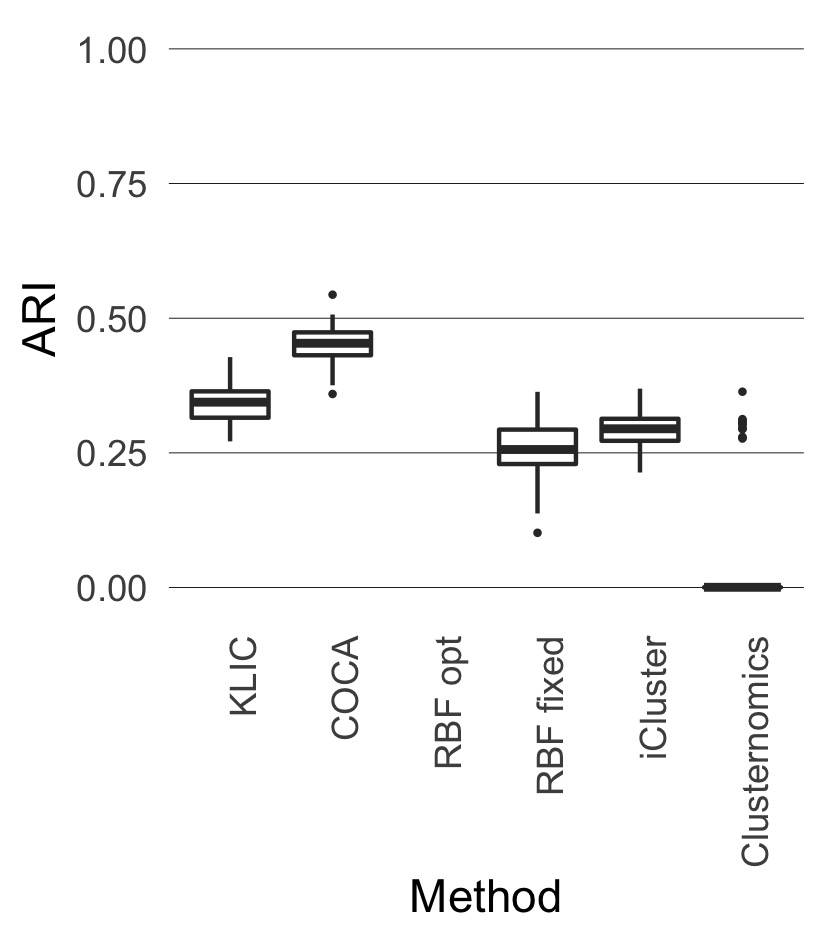 1.00
0.75
0.50
0.25
0.00
ARI
KLIC
COCA
RBF opt
RBF fixed
iCluster
Clusternomics
Method